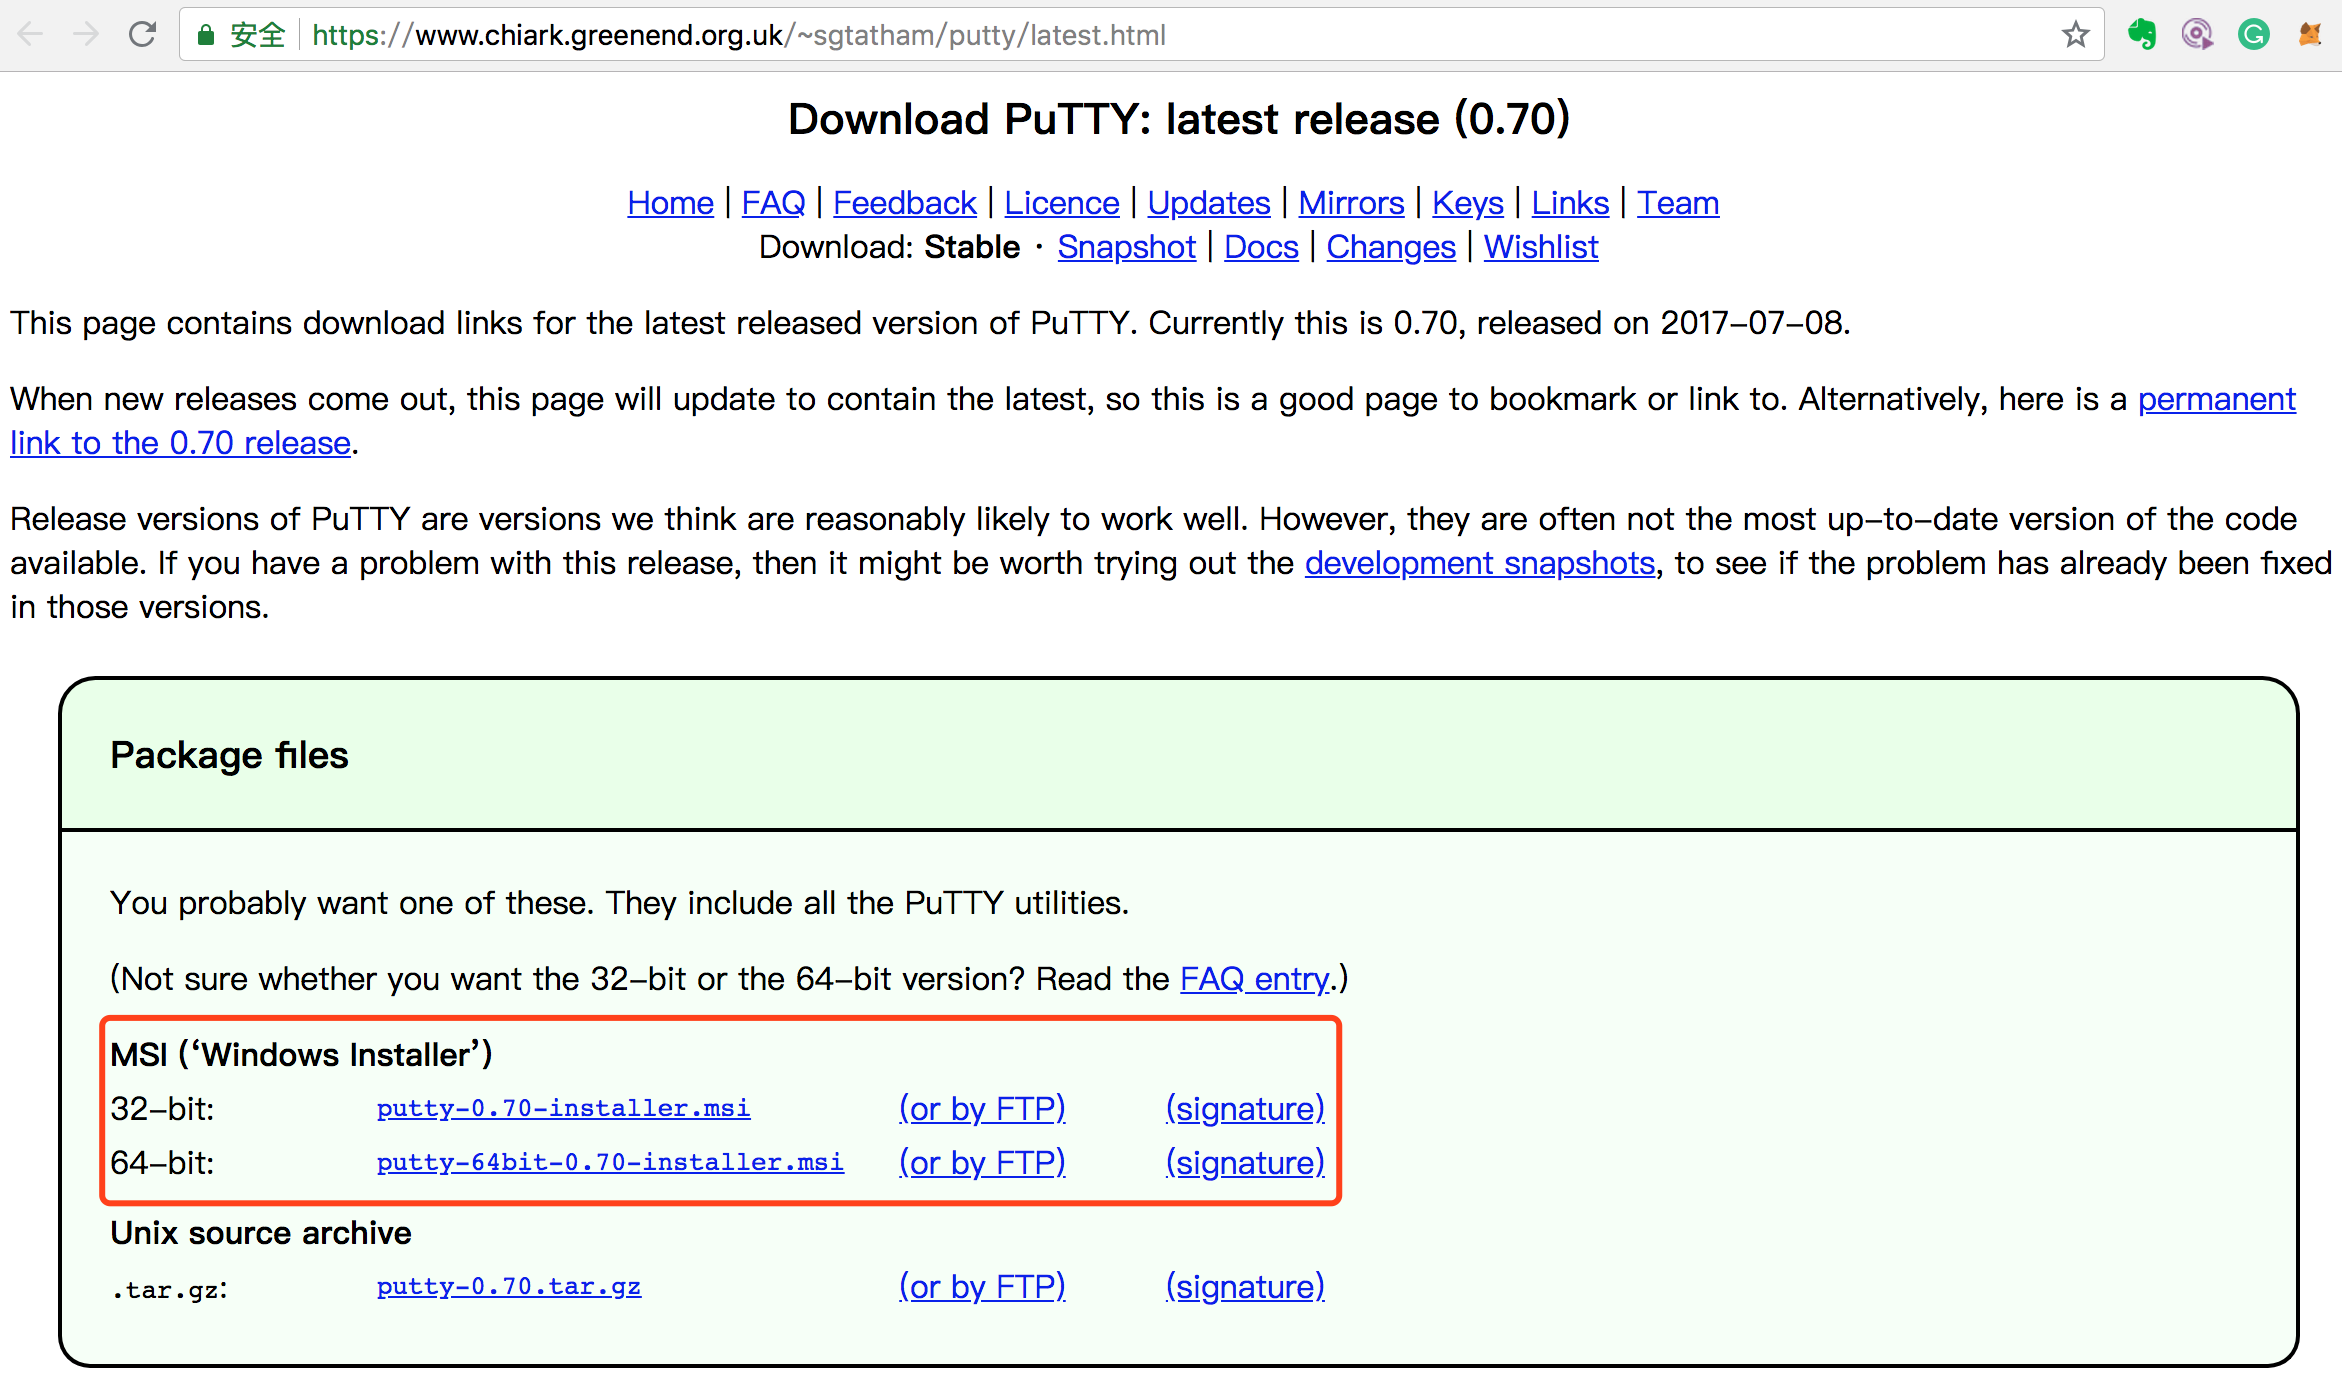 安全 https://www.chiark.greenend.org.uk/~sgtatham/putty/latest.html
Download PuTTY: latest release (0.70)
Home | FAQ | Feedback | Licence | Updates | Mirrors | Keys | Links | Team
Download: Stable · Snapshot | Docs | Changes | Wishlist
This page contains download links for the latest released version of PuTTY. Currently this is 0.70, released on 2017-07-08.
When new releases come out, this page will update to contain the latest, so this is a good page to bookmark or link to. Alternatively, here is a permanent
link to the 0.70 release.
Release versions of PuTTY are versions we think are reasonably likely to work well. However, they are often not the most up-to-date version of the code
available. If you have a problem with this release, then it might be worth trying out the development snapshots, to see if the problem has already been fixed
in those versions.
Package files
You probably want one of these. They include all the PuTTY utilities.
(Not sure whether you want the 32-bit or the 64-bit version? Read the FAQ entry.)
MSI (‘Windows Installer’)
32-bit: putty-0.70-installer.msi (or by FTP) (signature)
64-bit: putty-64bit-0.70-installer.msi (or by FTP) (signature)
Unix source archive
.tar.gz: putty-0.70.tar.gz (or by FTP) (signature)